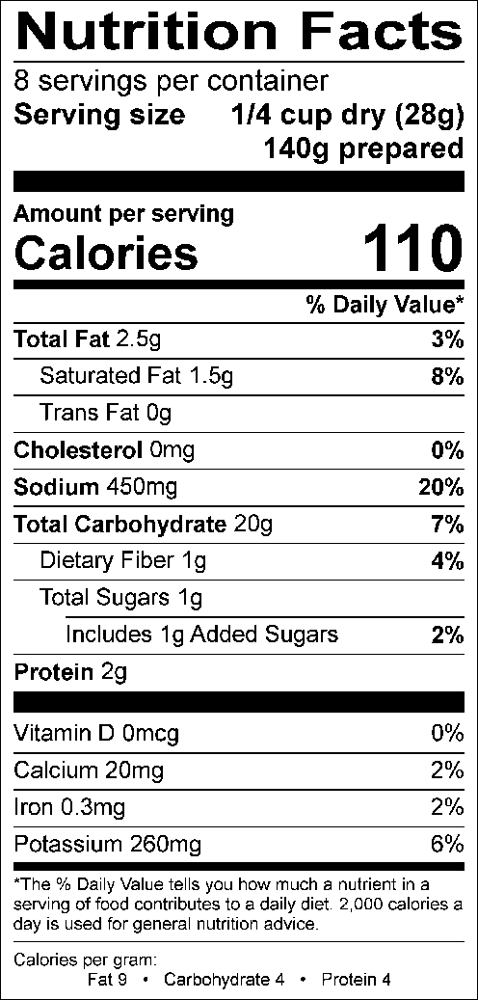 Nutrition Facts
8 servings per container
Serving size 1/4 cup dry (28g)
140g prepared
Amount per serving
Calories 110
% Daily Value*
Total Fat 2.5g 3%
Saturated Fat 1.5g 8%
Trans Fat 0g
Cholesterol 0mg 0%
Sodium 450mg 20%
Total Carbohydrate 20g 7%
Dietary Fiber 1g 4%
Total Sugars 1g
Includes 1g Added Sugars 2%
Protein 2g
Vitamin D 0mcg 0%
Calcium 20mg 2%
Iron 0.3mg 2%
Potassium 260mg 6%
*The % Daily Value tells you how much a nutrient in a
serving of food contributes to a daily diet. 2,000 calories a
day is used for general nutrition advice.
Calories per gram:
Fat 9 • Carbohydrate 4 • Protein 4